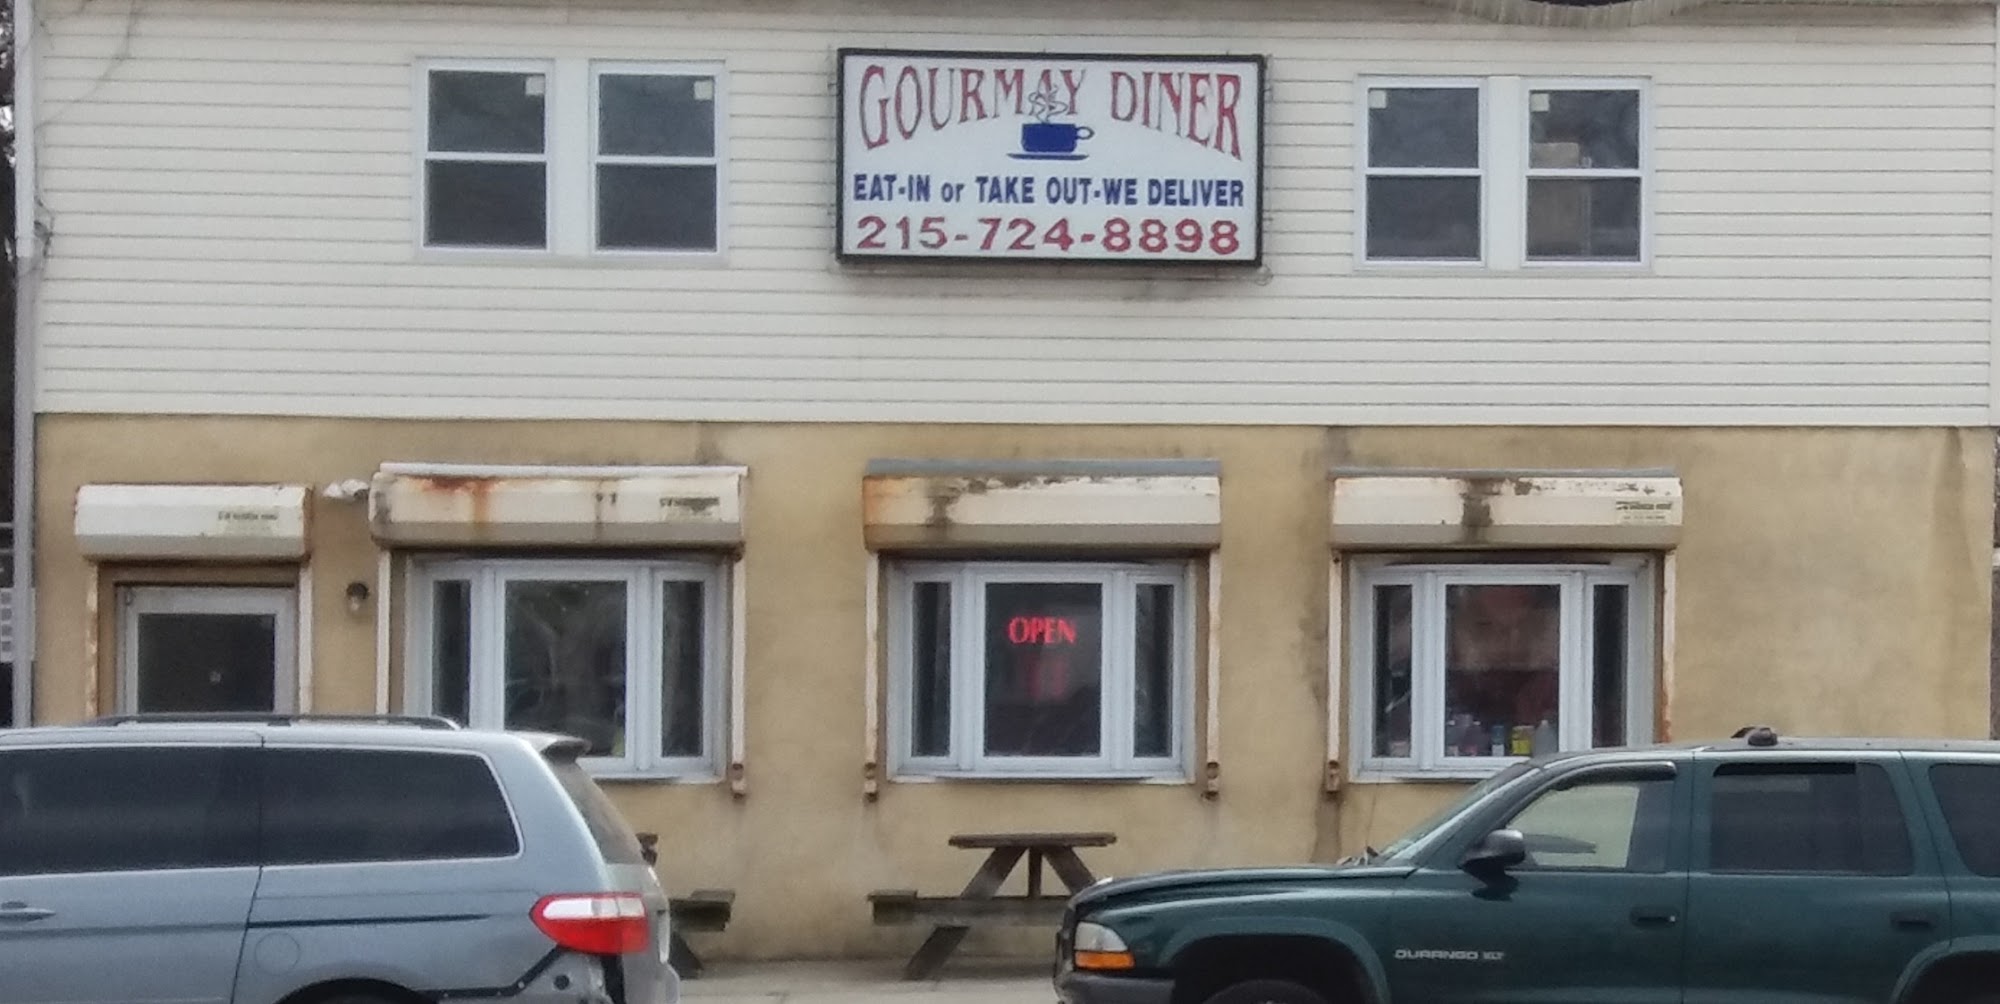 GOURMAY DINER
EAT-IN or TAKE OUT-WE DELIVER
215-724-8898
OPEN
DURANGO SLT